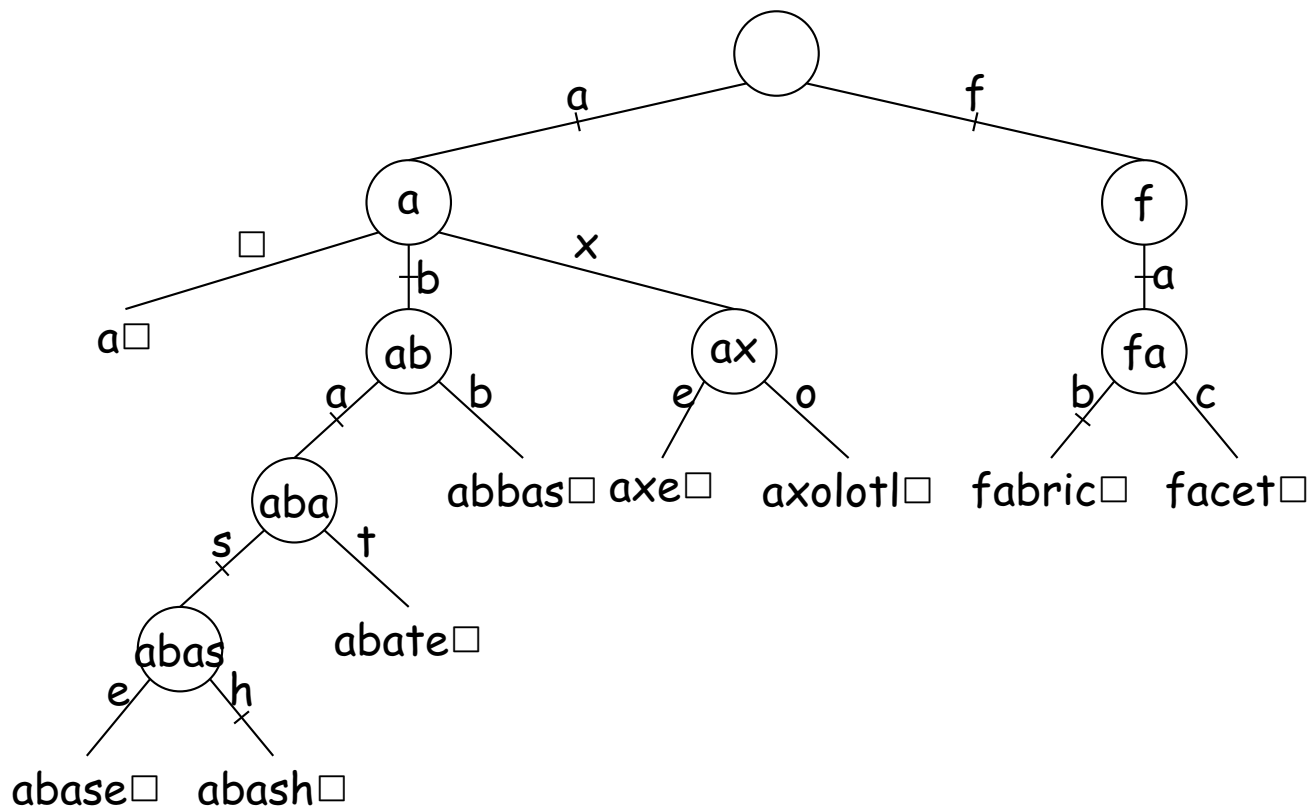 a f
a f
□ b x a
a□ ab ax fa
a b e o b c
aba abbas□ axe□ axolotl□ fabric□ facet□
s t
abas abate□
e h
abase□ abash□